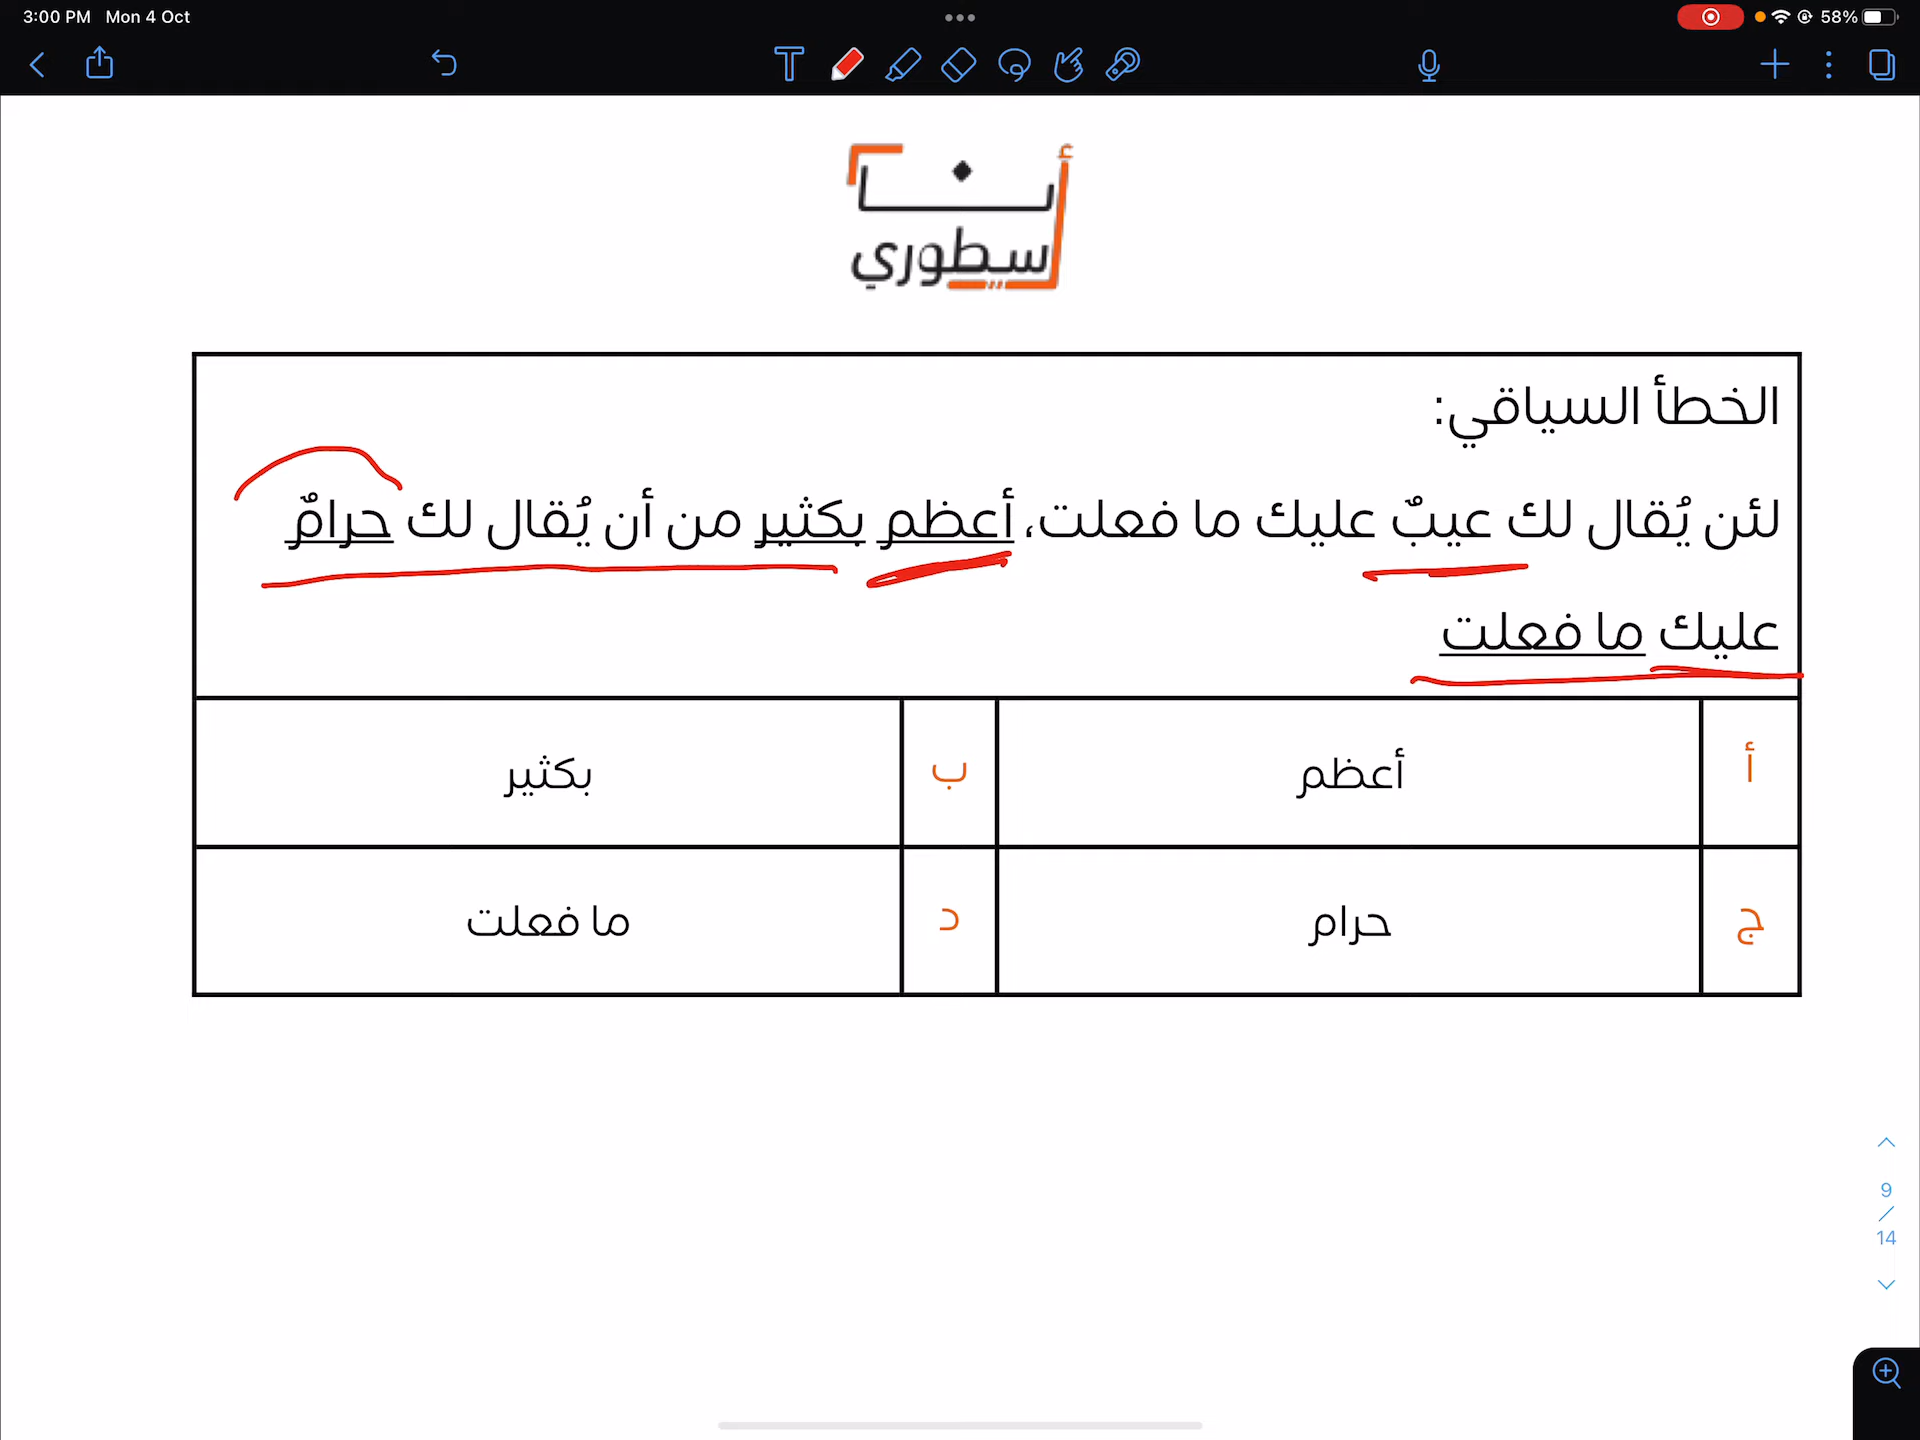 3:00 PM Mon 4 Oct
58%
أنا
أسطوري
الخطأ السياقي:
لئن يُقال لك عيبٌ عليك ما فعلت، أعظم بكثير من أن يُقال لك حرامٌ
عليك ما فعلت
أ
أعظم
ب
بكثير
ج
حرام
د
ما فعلت
9
/
14